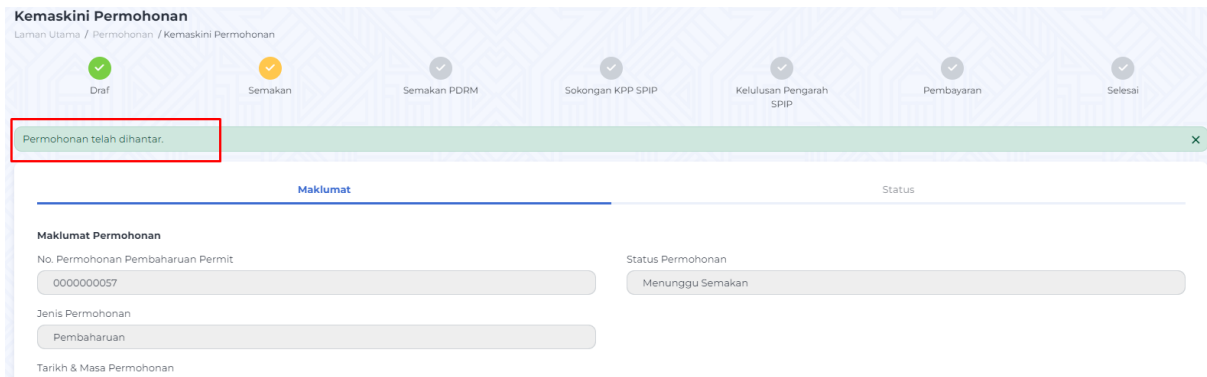 Kemaskini Permohonan
Laman Utama / Permohonan / Kemaskini Permohonan
Draf
Semakan
Semakan PDRM
Sokongan KPP SPIP
Kelulusan Pengarah
SPIP
Pembayaran
Selesai
Permohonan telah dihantar.
Maklumat
Status
Maklumat Permohonan
No. Permohonan Pembaharuan Permit
Status Permohonan
0000000057
Menunggu Semakan
Jenis Permohonan
Pembaharuan
Tarikh & Masa Permohonan